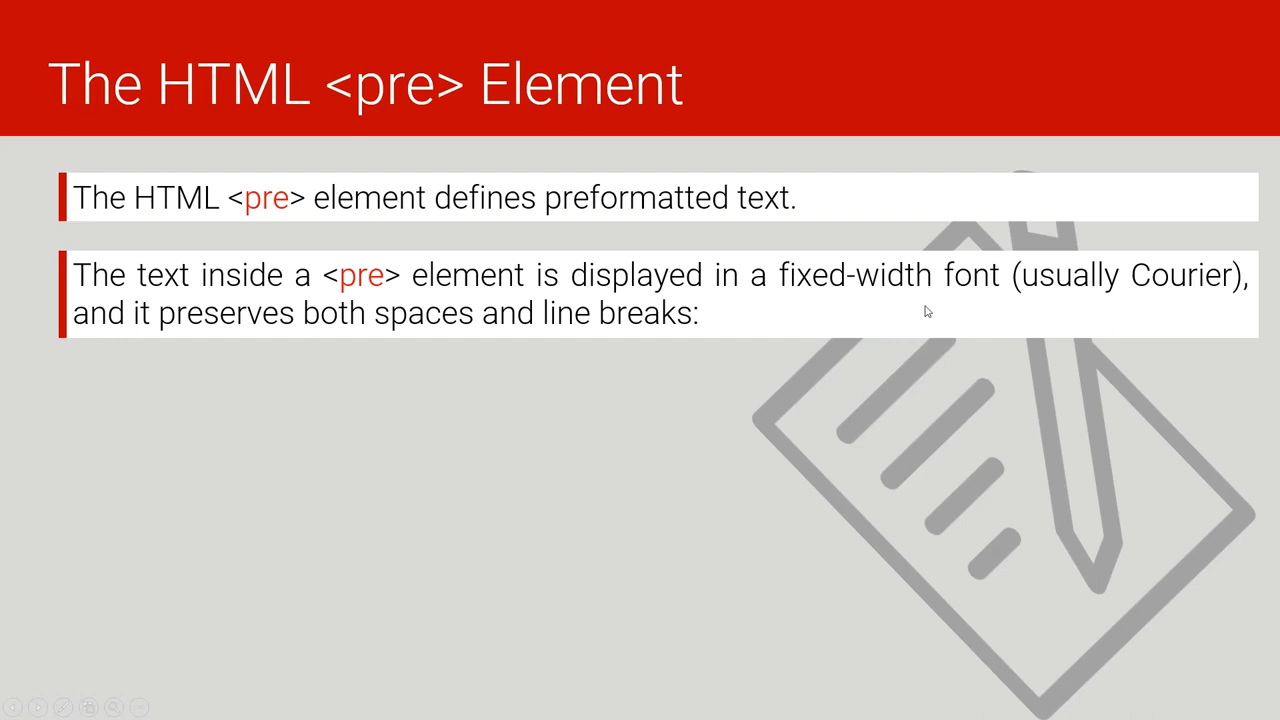 The HTML <pre> Element
The HTML <pre> element defines preformatted text.
The text inside a <pre> element is displayed in a fixed-width font (usually Courier),
and it preserves both spaces and line breaks: